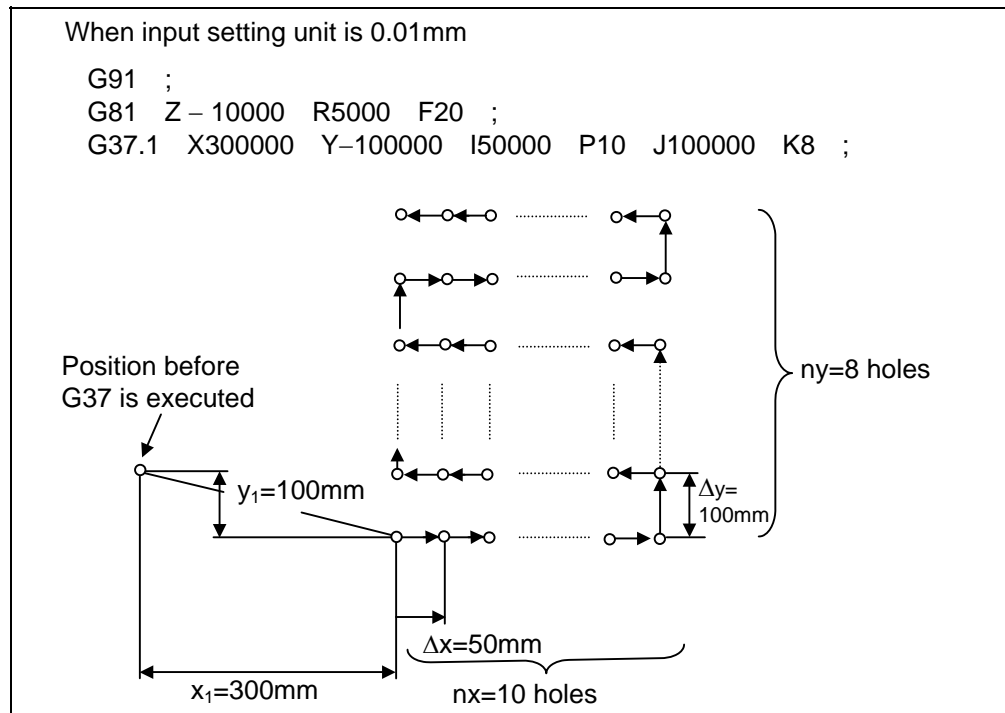 When input setting unit is 0.01mm
G91 ;
G81 Z – 10000 R5000 F20 ;
G37.1 X300000 Y–100000 I50000 P10 J100000 K8 ;
Position before
G37 is executed
ny=8 holes
y₁=100mm
Δy=
100mm
Δx=50mm
x₁=300mm
nx=10 holes